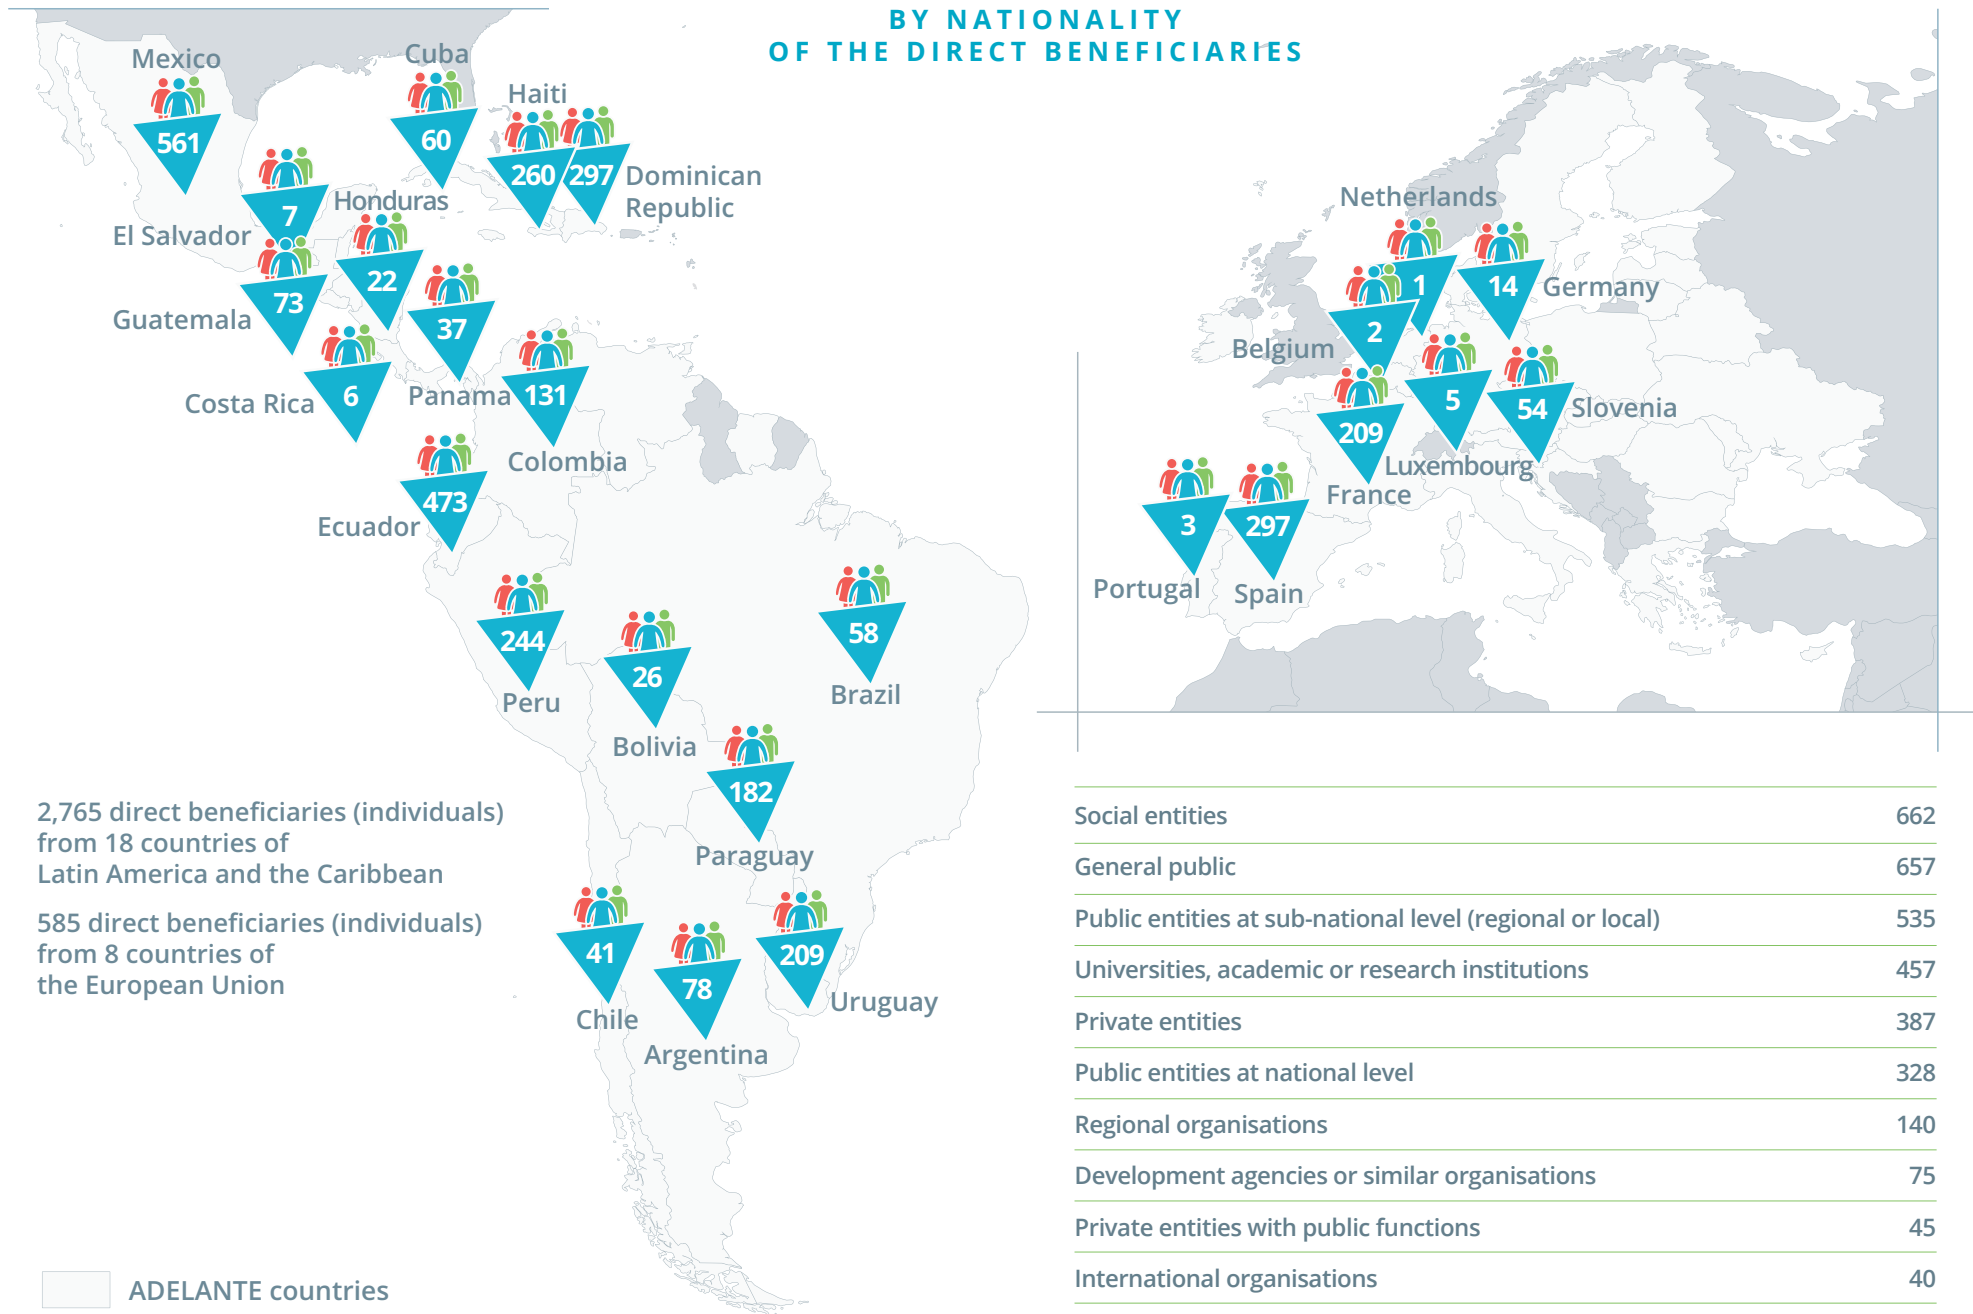 BY NATIONALITY
OF THE DIRECT BENEFICIARIES
Mexico
561
Cuba
60
Haiti
260
297
Dominican
Republic
7
El Salvador
Honduras
22
73
Guatemala
37
Panama
6
Costa Rica
131
Colombia
473
Ecuador
244
Peru
26
Bolivia
58
Brazil
182
Paraguay
41
Chile
78
Argentina
209
Uruguay
Netherlands
1
14
Germany
2
Belgium
5
Luxembourg
54
Slovenia
209
France
3
Portugal
297
Spain
2,765 direct beneficiaries (individuals)
from 18 countries of
Latin America and the Caribbean
585 direct beneficiaries (individuals)
from 8 countries of
the European Union
ADELANTE countries
Social entities 662
General public 657
Public entities at sub-national level (regional or local) 535
Universities, academic or research institutions 457
Private entities 387
Public entities at national level 328
Regional organisations 140
Development agencies or similar organisations 75
Private entities with public functions 45
International organisations 40